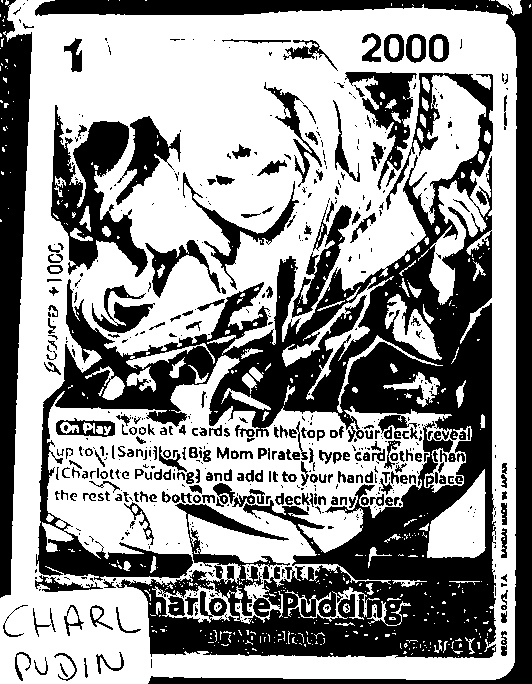 1
2000
COUNTER +1000
On Play Look at 4 cards from the top of your deck; reveal
up to 1 [Sanji] or {Big Mom Pirates} type card other than
[Charlotte Pudding] and add it to your hand. Then, place
the rest at the bottom of your deck in any order.
CHARACTER
harlotte Pudding
Big Mom Pirates
BANDAI MADE IN JAPAN
CHARL
PUDIN